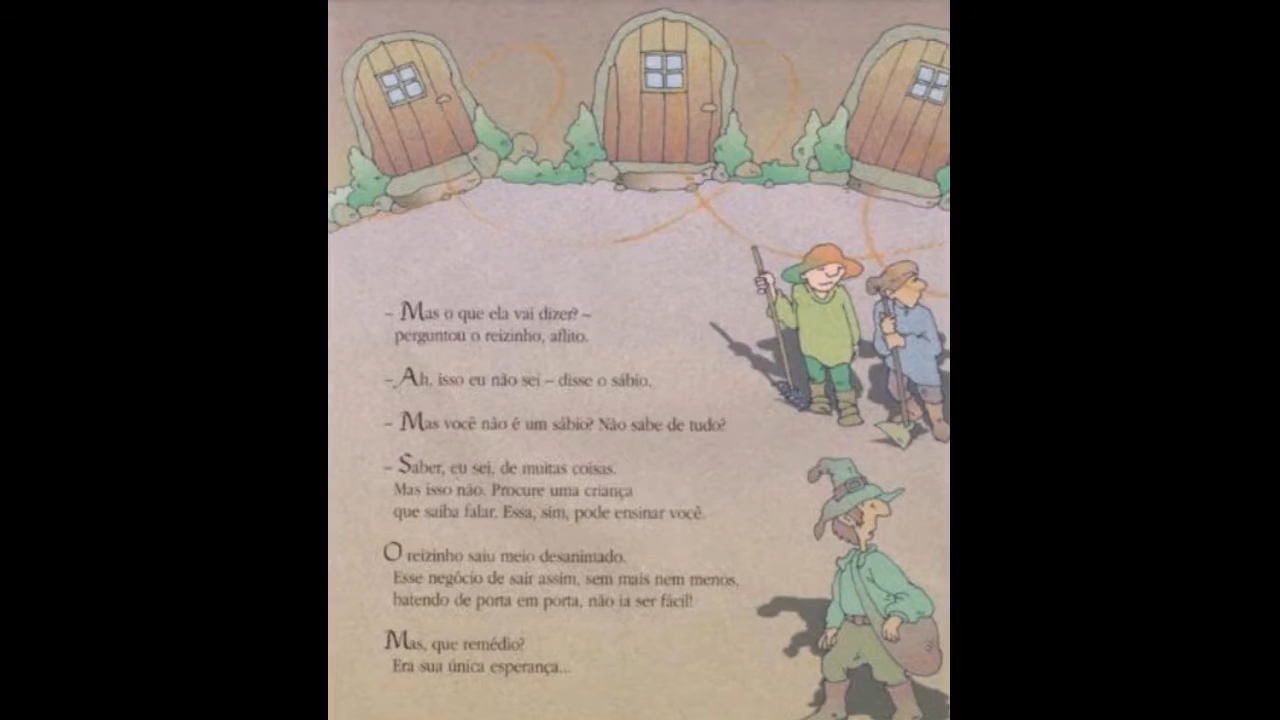 – Mas o que ela vai dizer? –
perguntou o reizinho, aflito.
– Ah, isso eu não sei – disse o sábio.
– Mas você não é um sábio? Não sabe de tudo?
– Saber, eu sei, de muitas coisas.
Mas isso não. Procure uma criança
que saiba falar. Essa, sim, pode ensinar você.
O reizinho saiu meio desanimado.
Esse negócio de sair assim, sem mais nem menos,
batendo de porta em porta, não ia ser fácil!
Mas, que remédio?
Era sua única esperança...